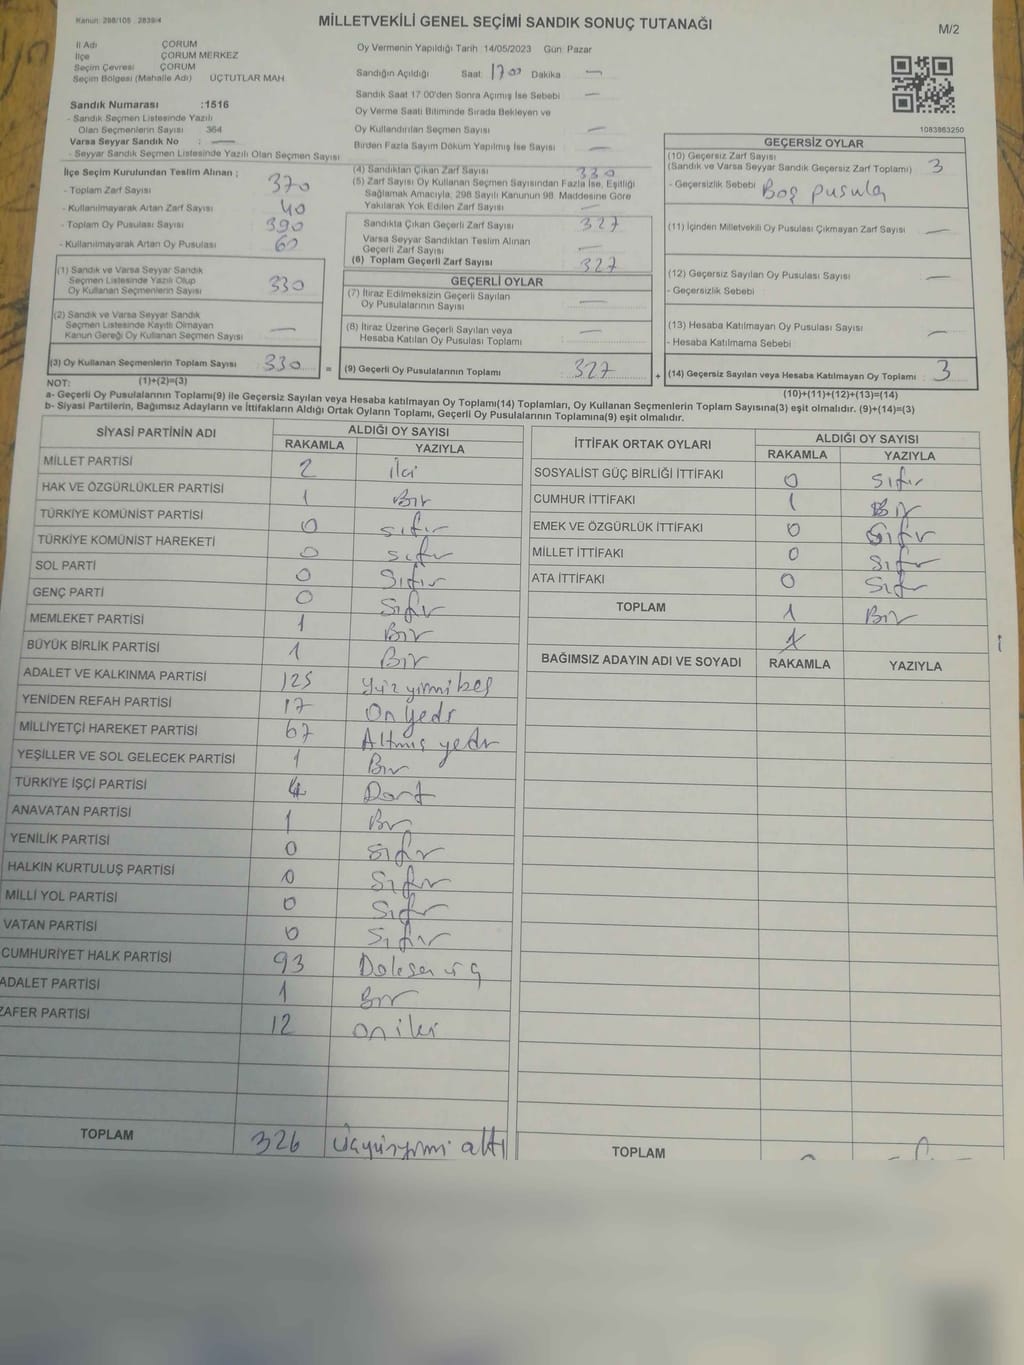 Kanun: 298/105 . 2839/4
MİLLETVEKİLİ GENEL SEÇİMİ SANDIK SONUÇ TUTANAĞI
M/2
İl Adı ÇORUM
İlçe ÇORUM MERKEZ
Seçim Çevresi ÇORUM
Seçim Bölgesi (Mahalle Adı) ÜÇTUTLAR MAH.
Oy Vermenin Yapıldığı Tarih 14/05/2023 Gün: Pazar
Sandığın Açıldığı Saat 17 00 Dakika —
Sandık Saat 17.00'den Sonra Açımış İse Sebebi —
Oy Verme Saati Bitiminde Sırada Bekleyen ve
Oy Kullandırılan Seçmen Sayısı —
Birden Fazla Sayım Döküm Yapılmış İse Sayısı —
1083863250
Sandık Numarası :1516
- Sandık Seçmen Listesinde Yazılı
Olan Seçmenlerin Sayısı 364
Varsa Seyyar Sandık No : —
- Seyyar Sandık Seçmen Listesinde Yazılı Olan Seçmen Sayısı
İlçe Seçim Kurulundan Teslim Alınan ;
- Toplam Zarf Sayısı 370
- Kullanılmayarak Artan Zarf Sayısı 40
- Toplam Oy Pusulası Sayısı 390
- Kullanılmayarak Artan Oy Pusulası 60
(1) Sandık ve Varsa Seyyar Sandık
Seçmen Listesinde Yazılı Olup
Oy Kullanan Seçmenlerin Sayısı 330
(2) Sandık ve Varsa Seyyar Sandık
Seçmen Listesinde Kayıtlı Olmayan
Kanun Gereği Oy Kullanan Seçmen Sayısı —
(3) Oy Kullanan Seçmenlerin Toplam Sayısı 330 =
(1)+(2)=(3)
(4) Sandıktan Çıkan Zarf Sayısı 330
(5) Zarf Sayısı Oy Kullanan Seçmen Sayısından Fazla İse, Eşitliği
Sağlamak Amacıyla, 298 Sayılı Kanunun 98. Maddesine Göre
Yakılarak Yok Edilen Zarf Sayısı —
Sandıkta Çıkan Geçerli Zarf Sayısı 327
Varsa Seyyar Sandıktan Teslim Alınan
Geçerli Zarf Sayısı —
(6) Toplam Geçerli Zarf Sayısı 327
GEÇERLİ OYLAR
(7) İtiraz Edilmeksizin Geçerli Sayılan
Oy Pusulalarının Sayısı —
(8) İtiraz Üzerine Geçerli Sayılan veya
Hesaba Katılan Oy Pusulaları Toplamı —
(9) Geçerli Oy Pusulalarının Toplamı 327 +
GEÇERSİZ OYLAR
(10) Geçersiz Zarf Sayısı
(Sandık ve Varsa Seyyar Sandık Geçersiz Zarf Toplamı) 3
- Geçersizlik Sebebi Boş pusula
(11) İçinden Milletvekili Oy Pusulası Çıkmayan Zarf Sayısı —
(12) Geçersiz Sayılan Oy Pusulası Sayısı —
- Geçersizlik Sebebi
(13) Hesaba Katılmayan Oy Pusulası Sayısı —
- Hesaba Katılmama Sebebi
(14) Geçersiz Sayılan veya Hesaba Katılmayan Oy Toplamı 3
(10)+(11)+(12)+(13)=(14)
NOT:
a- Geçerli Oy Pusulalarının Toplamı(9) ile Geçersiz Sayılan veya Hesaba katılmayan Oy Toplamı(14) Toplamları, Oy Kullanan Seçmenlerin Toplam Sayısına(3) eşit olmalıdır. (9)+(14)=(3)
b- Siyasi Partilerin, Bağımsız Adayların ve İttifakların Aldığı Ortak Oyların Toplamı, Geçerli Oy Pusulalarının Toplamına(9) eşit olmalıdır.
SİYASİ PARTİNİN ADI ALDIĞI OY SAYISI
RAKAMLA YAZIYLA
MİLLET PARTİSİ 2 iki
HAK VE ÖZGÜRLÜKLER PARTİSİ 1 Bir
TÜRKİYE KOMÜNİST PARTİSİ 0 sıfır
TÜRKİYE KOMÜNİST HAREKETİ 0 sıfır
SOL PARTİ 0 Sıfır
GENÇ PARTİ 0 Sıfır
MEMLEKET PARTİSİ 1 Bir
BÜYÜK BİRLİK PARTİSİ 1 Bir
ADALET VE KALKINMA PARTİSİ 125 Yüz yirmi beş
YENİDEN REFAH PARTİSİ 17 On yedi
MİLLİYETÇİ HAREKET PARTİSİ 67 Altmış yedi
YEŞİLLER VE SOL GELECEK PARTİSİ 1 Bir
TÜRKİYE İŞÇİ PARTİSİ 4 Dört
ANAVATAN PARTİSİ 1 Bir
YENİLİK PARTİSİ 0 Sıfır
HALKIN KURTULUŞ PARTİSİ 0 Sıfır
MİLLİ YOL PARTİSİ 0 Sıfır
VATAN PARTİSİ 0 Sıfır
CUMHURİYET HALK PARTİSİ 93 Doksan üç
ADALET PARTİSİ 1 Bir
ZAFER PARTİSİ 12 on iki
TOPLAM 326 Üçyüzyirmi altı
İTTİFAK ORTAK OYLARI ALDIĞI OY SAYISI
RAKAMLA YAZIYLA
SOSYALİST GÜÇ BİRLİĞİ İTTİFAKI 0 Sıfır
CUMHUR İTTİFAKI 1 Bir
EMEK VE ÖZGÜRLÜK İTTİFAKI 0 Sıfır
MİLLET İTTİFAKI 0 Sıfır
ATA İTTİFAKI 0 Sıfır
TOPLAM 1 Bir
BAĞIMSIZ ADAYIN ADI VE SOYADI RAKAMLA YAZIYLA
TOPLAM